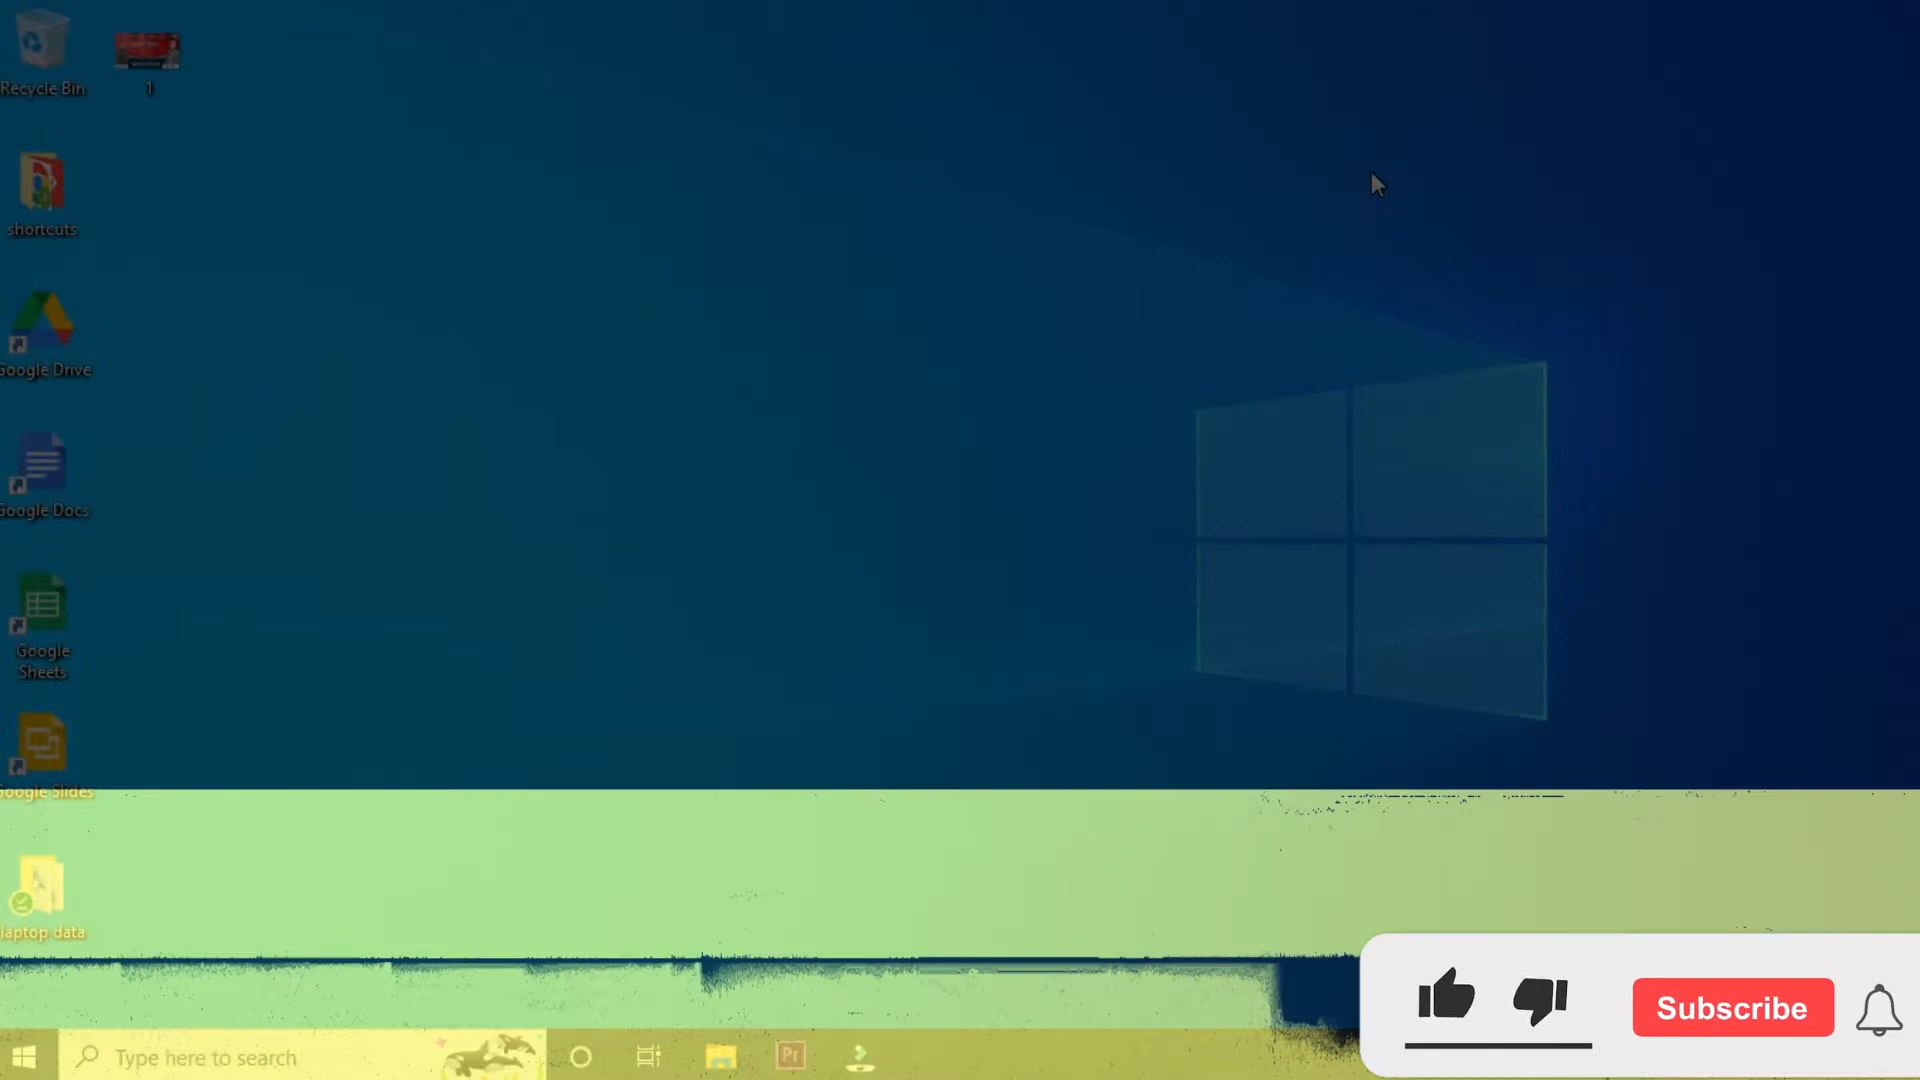 Recycle Bin
1
shortcuts
Google Drive
Google Docs
Google
Sheets
Google Slides
laptop data
Type here to search
Pr
Subscribe